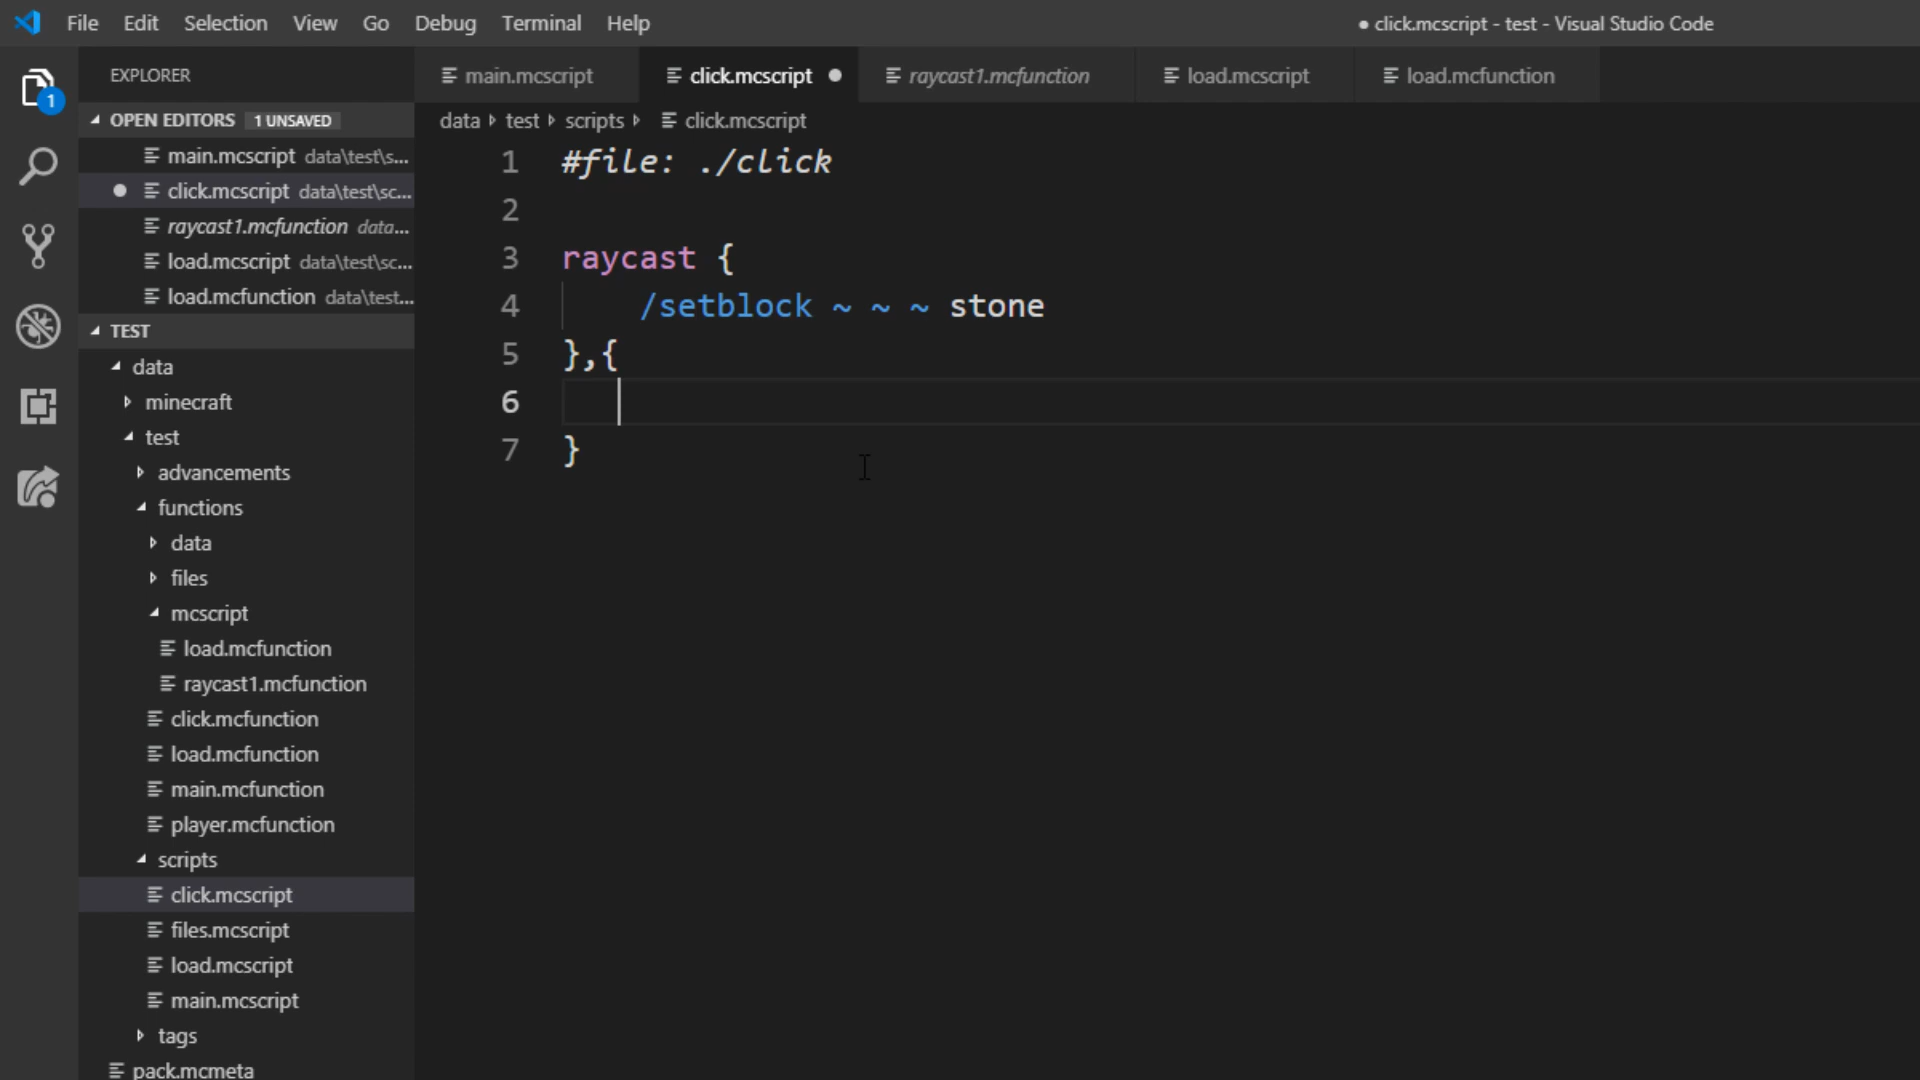 File Edit Selection View Go Debug Terminal Help
● click.mcscript - test - Visual Studio Code
EXPLORER
1
OPEN EDITORS 1 UNSAVED
main.mcscript data\test\s...
click.mcscript data\test\sc...
raycast1.mcfunction data...
load.mcscript data\test\sc...
load.mcfunction data\test...
TEST
data
minecraft
test
advancements
functions
data
files
mcscript
load.mcfunction
raycast1.mcfunction
click.mcfunction
load.mcfunction
main.mcfunction
player.mcfunction
scripts
click.mcscript
files.mcscript
load.mcscript
main.mcscript
tags
pack.mcmeta
main.mcscript click.mcscript raycast1.mcfunction load.mcscript load.mcfunction
data test scripts click.mcscript
1 #file: ./click
2
3 raycast {
4 /setblock ~ ~ ~ stone
5 },{
6
7 }